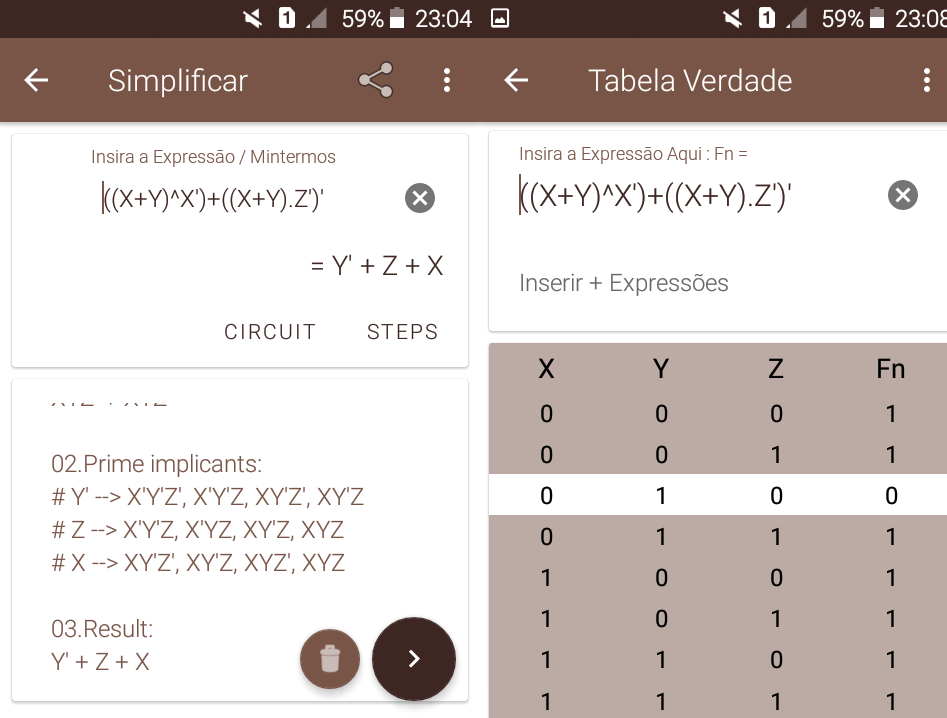 59% 23:04
Simplificar
Insira a Expressão / Mintermos
((X+Y)^X')+((X+Y).Z')'
= Y' + Z + X
CIRCUIT STEPS
02.Prime implicants:
# Y' --> X'Y'Z', X'Y'Z, XY'Z', XY'Z
# Z --> X'Y'Z, X'YZ, XY'Z, XYZ
# X --> XY'Z', XY'Z, XYZ', XYZ
03.Result:
Y' + Z + X
1 59% 23:08
Tabela Verdade
Insira a Expressão Aqui : Fn =
((X+Y)^X')+((X+Y).Z')'
Inserir + Expressões
X Y Z Fn
0 0 0 1
0 0 1 1
0 1 0 0
0 1 1 1
1 0 0 1
1 0 1 1
1 1 0 1
1 1 1 1